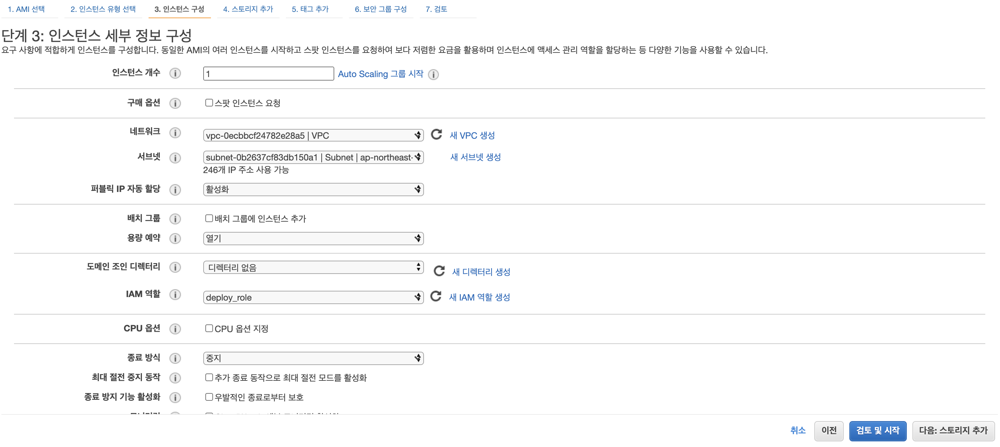 1. AMI 선택 2. 인스턴스 유형 선택 3. 인스턴스 구성 4. 스토리지 추가 5. 태그 추가 6. 보안 그룹 구성 7. 검토
단계 3: 인스턴스 세부 정보 구성
요구 사항에 적합하게 인스턴스를 구성합니다. 동일한 AMI의 여러 인스턴스를 시작하고 스팟 인스턴스를 요청하여 보다 저렴한 요금을 활용하며 인스턴스에 액세스 관리 역할을 할당하는 등 다양한 기능을 사용할 수 있습니다.
인스턴스 개수 1 Auto Scaling 그룹 시작
구매 옵션 스팟 인스턴스 요청
네트워크 vpc-0ecbbcf24782e28a5 | VPC 새 VPC 생성
서브넷 subnet-0b2637cf83db150a1 | Subnet | ap-northeast- 새 서브넷 생성
246개 IP 주소 사용 가능
퍼블릭 IP 자동 할당 활성화
배치 그룹 배치 그룹에 인스턴스 추가
용량 예약 열기
도메인 조인 디렉터리 디렉터리 없음 새 디렉터리 생성
IAM 역할 deploy_role 새 IAM 역할 생성
CPU 옵션 CPU 옵션 지정
종료 방식 중지
최대 절전 중지 동작 추가 종료 동작으로 최대 절전 모드를 활성화
종료 방지 기능 활성화 우발적인 종료로부터 보호
취소 이전 검토 및 시작 다음: 스토리지 추가